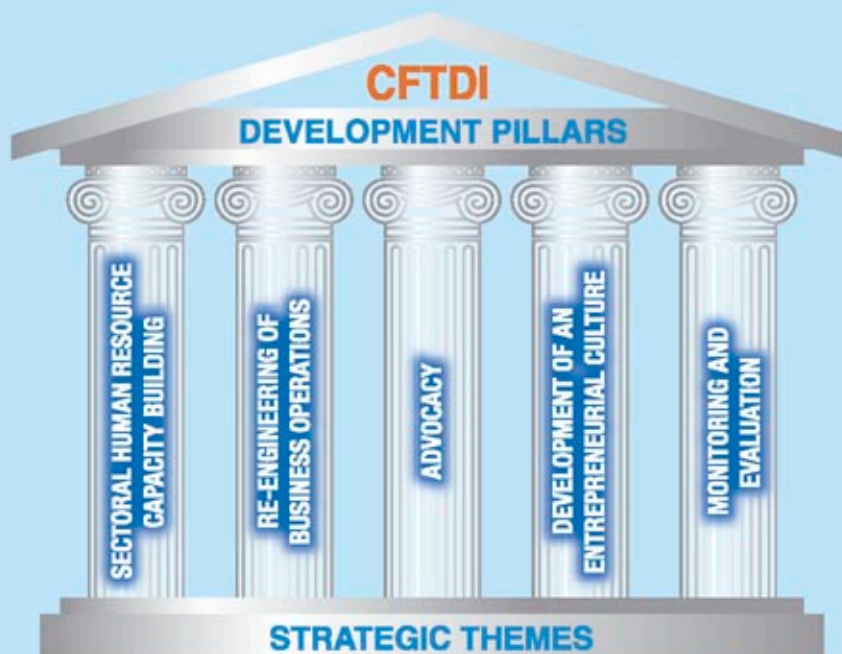 CFTDI
DEVELOPMENT PILLARS
SECTORAL HUMAN RESOURCE
CAPACITY BUILDING
RE-ENGINEERING OF
BUSINESS OPERATIONS
ADVOCACY
DEVELOPMENT OF AN
ENTREPRENEURIAL CULTURE
MONITORING AND
EVALUATION
STRATEGIC THEMES